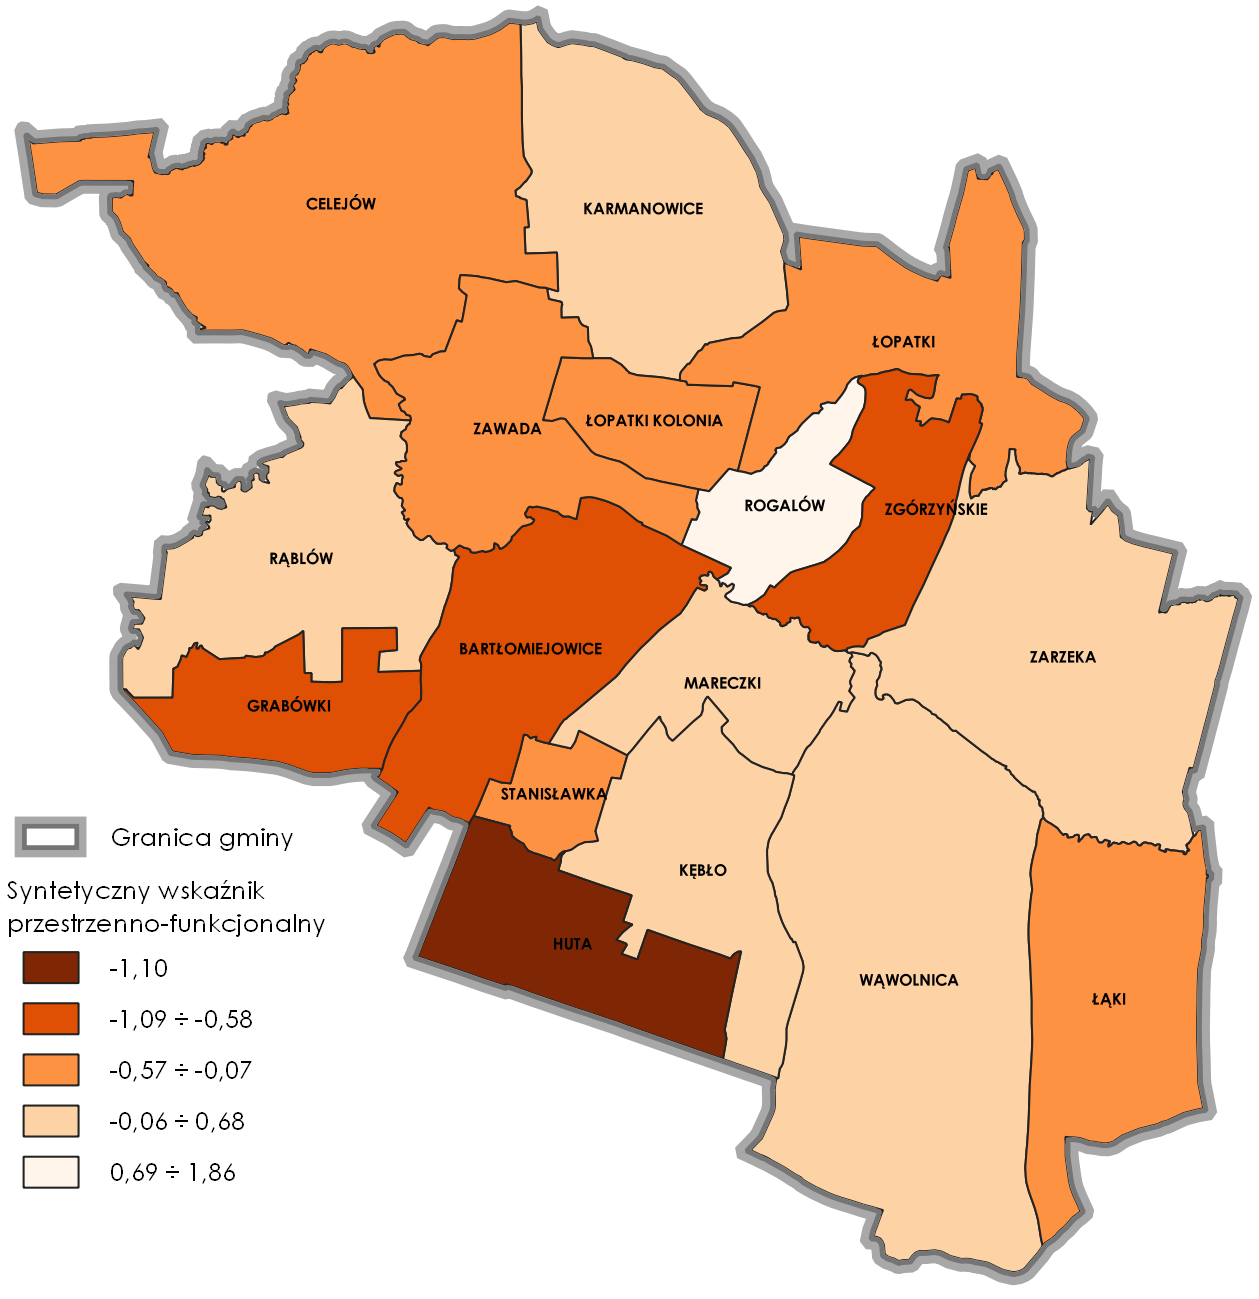 CELEJÓW
KARMANOWICE
ŁOPATKI
ZAWADA
ŁOPATKI KOLONIA
ROGALÓW
ZGÓRZYŃSKIE
RĄBLÓW
BARTŁOMIEJOWICE
ZARZEKA
MARECZKI
GRABÓWKI
STANISŁAWKA
KĘBŁO
HUTA
WĄWOLNICA
ŁĄKI
Granica gminy
Syntetyczny wskaźnik
przestrzenno-funkcjonalny
-1,10
-1,09 ÷ -0,58
-0,57 ÷ -0,07
-0,06 ÷ 0,68
0,69 ÷ 1,86